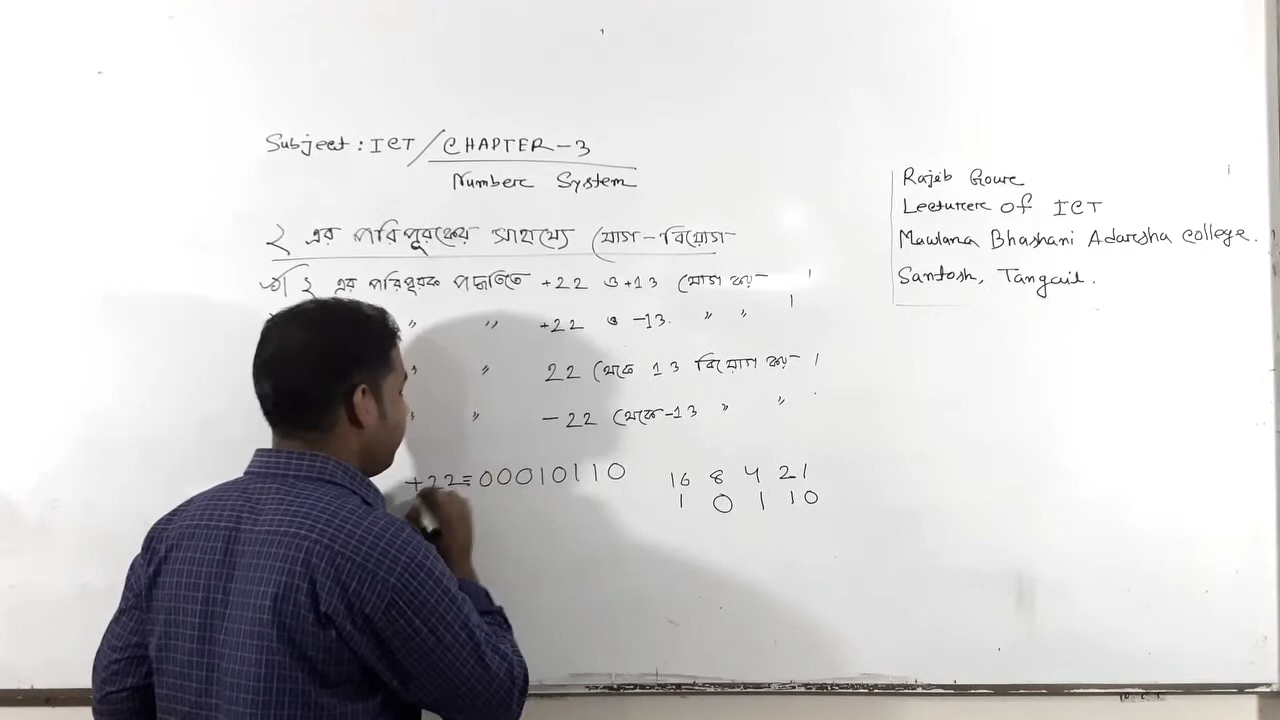 Subject : ICT / CHAPTER-3
Number System
২ এর পরিপূরকের সাহায্যে যোগ-বিয়োগ
২ এর পরিপূরক পদ্ধতিতে +22 ও +13 যোগ কর।
" " +22 ও -13. " " ।
" " 22 থেকে 13 বিয়োগ কর।
" " -22 থেকে -13 " "
+22 = 00010110
16 8 4 2 1
1 0 1 1 0
Rajib Gour
Lecturer of ICT
Mawlana Bhashani Adarsha College.
Santosh, Tangail.